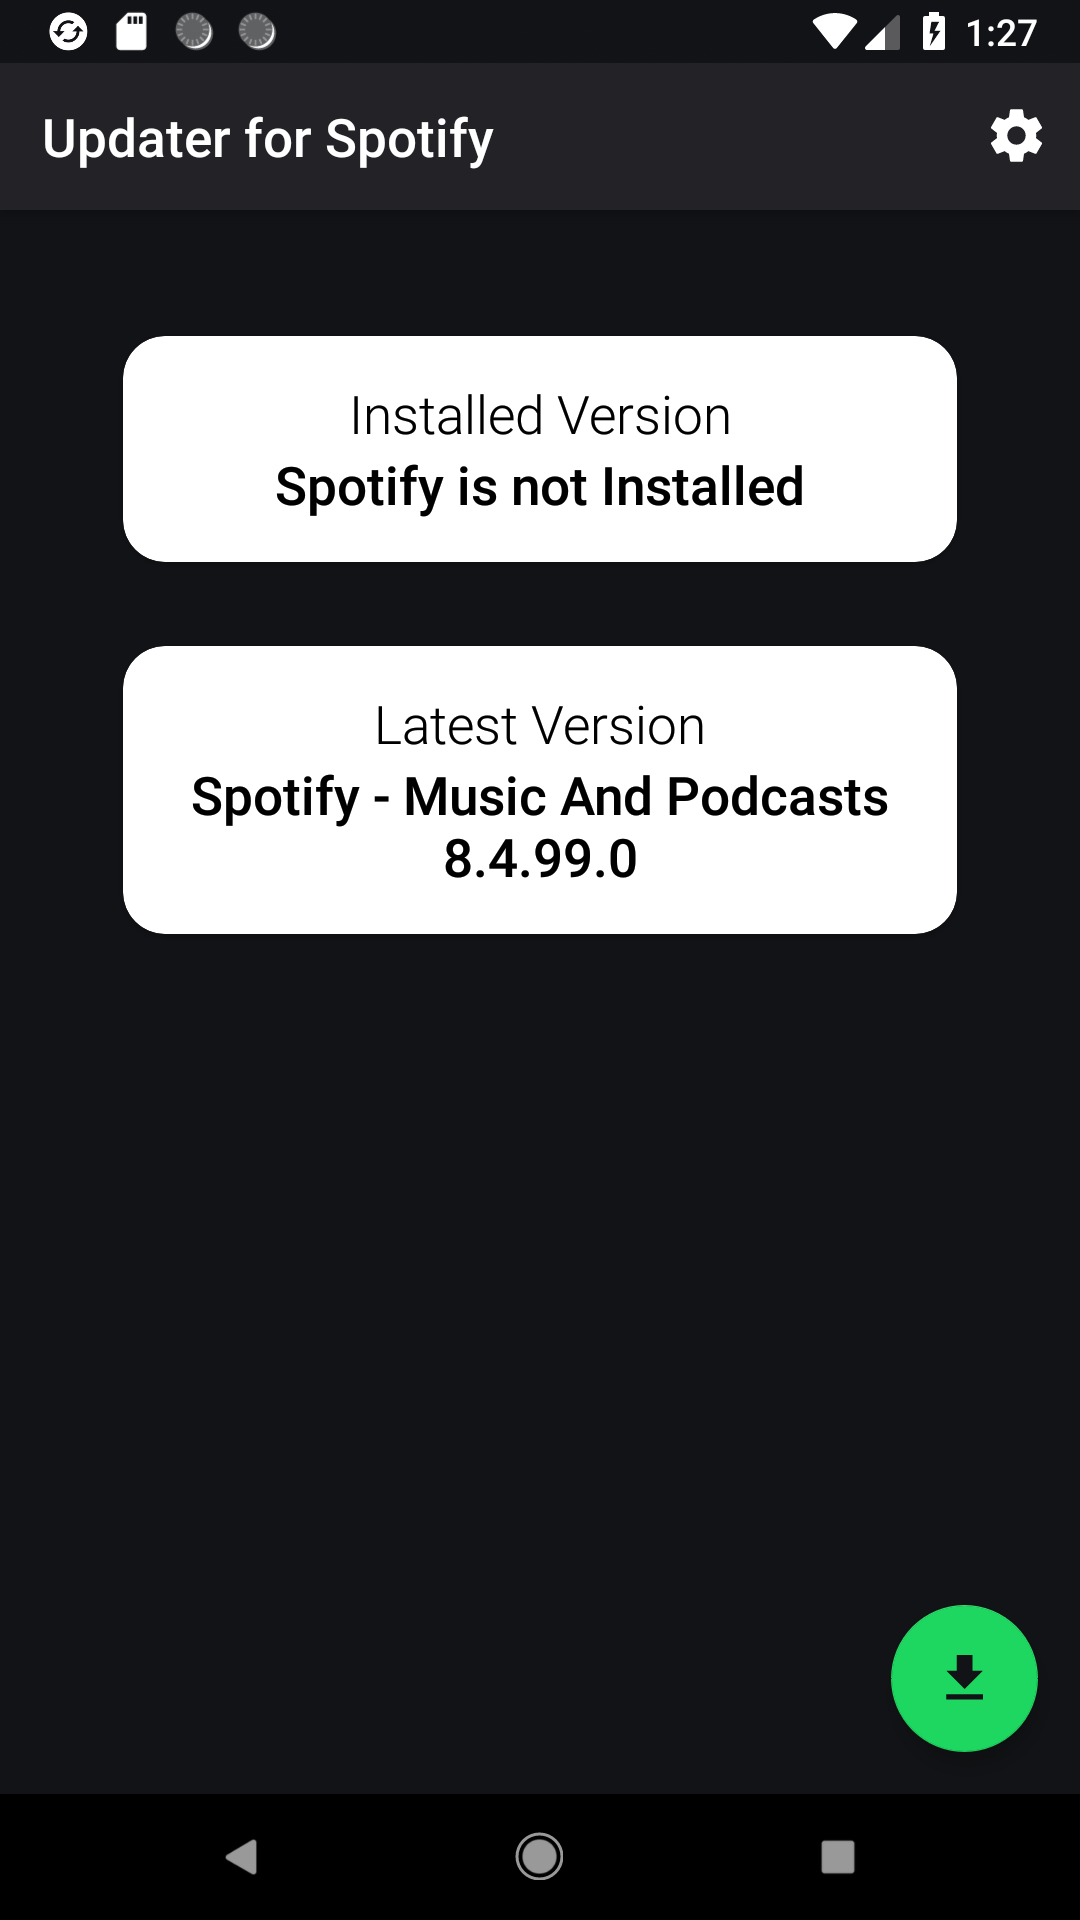 1:27
Updater for Spotify
Installed Version
Spotify is not Installed
Latest Version
Spotify - Music And Podcasts
8.4.99.0